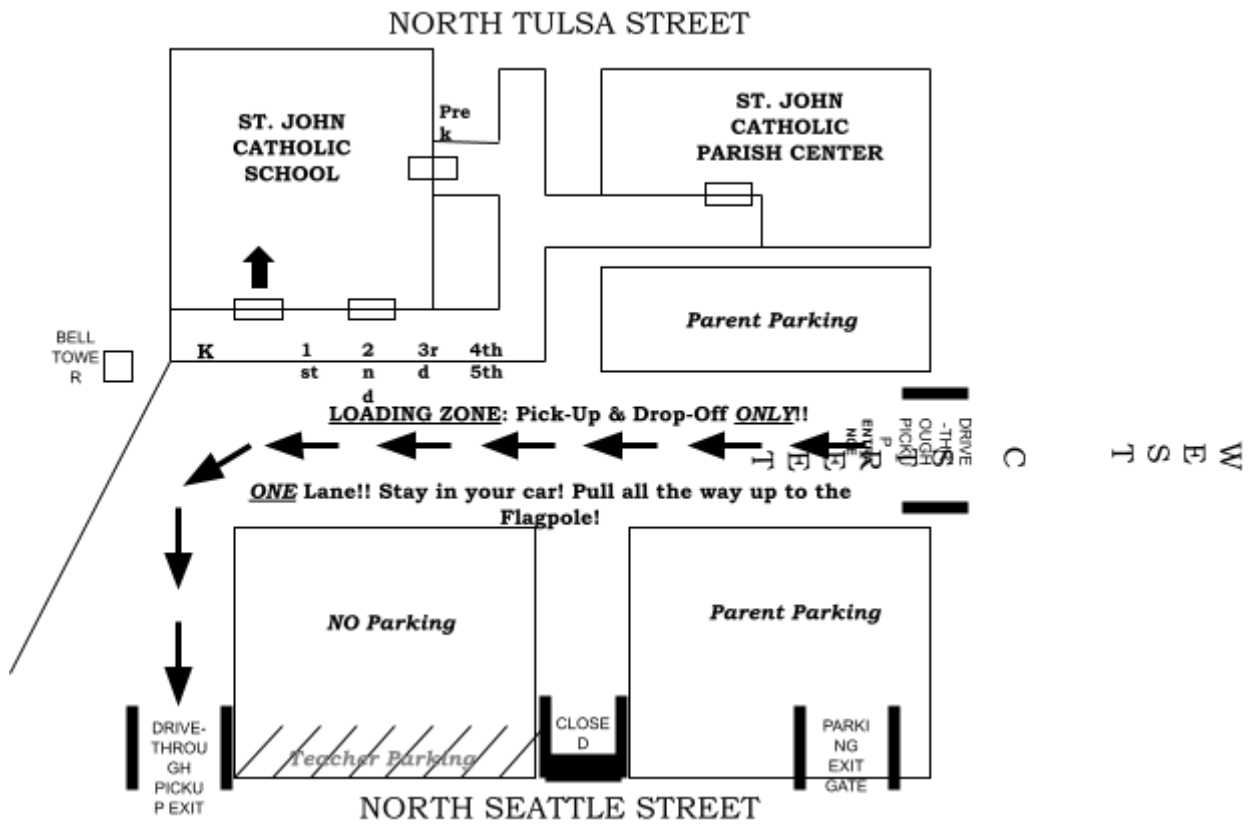 NORTH TULSA STREET
ST. JOHN
CATHOLIC
SCHOOL
Pre
k
ST. JOHN
CATHOLIC
PARISH CENTER
Parent Parking
BELL
TOWE
R
K
1
st
2
n
d
3r
d
4th
5th
LOADING ZONE: Pick-Up & Drop-Off ONLY!!
DRIVE
-THR
OUGH
PICKU
P
ENTRA
NCE
WEST C STREET
ONE Lane!! Stay in your car! Pull all the way up to the
Flagpole!
NO Parking
Parent Parking
Teacher Parking
DRIVE-
THROU
GH
PICKU
P EXIT
CLOSE
D
PARKI
NG
EXIT
GATE
NORTH SEATTLE STREET